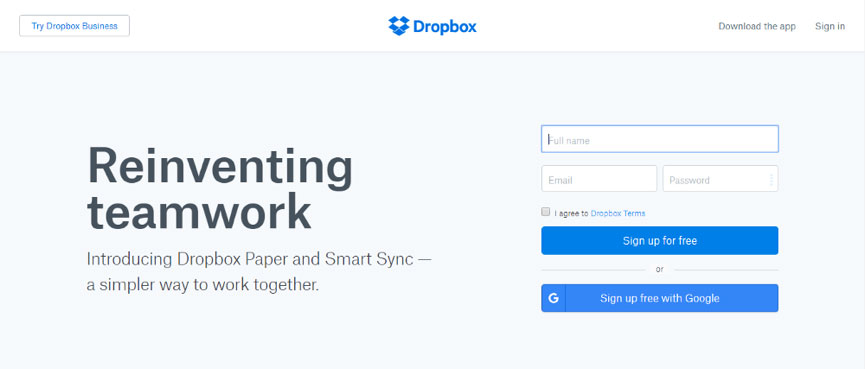 Try Dropbox Business
Dropbox
Download the app
Sign in
Reinventing
teamwork
Introducing Dropbox Paper and Smart Sync —
a simpler way to work together.
Full name
Email
Password
I agree to Dropbox Terms
Sign up for free
or
G
Sign up free with Google